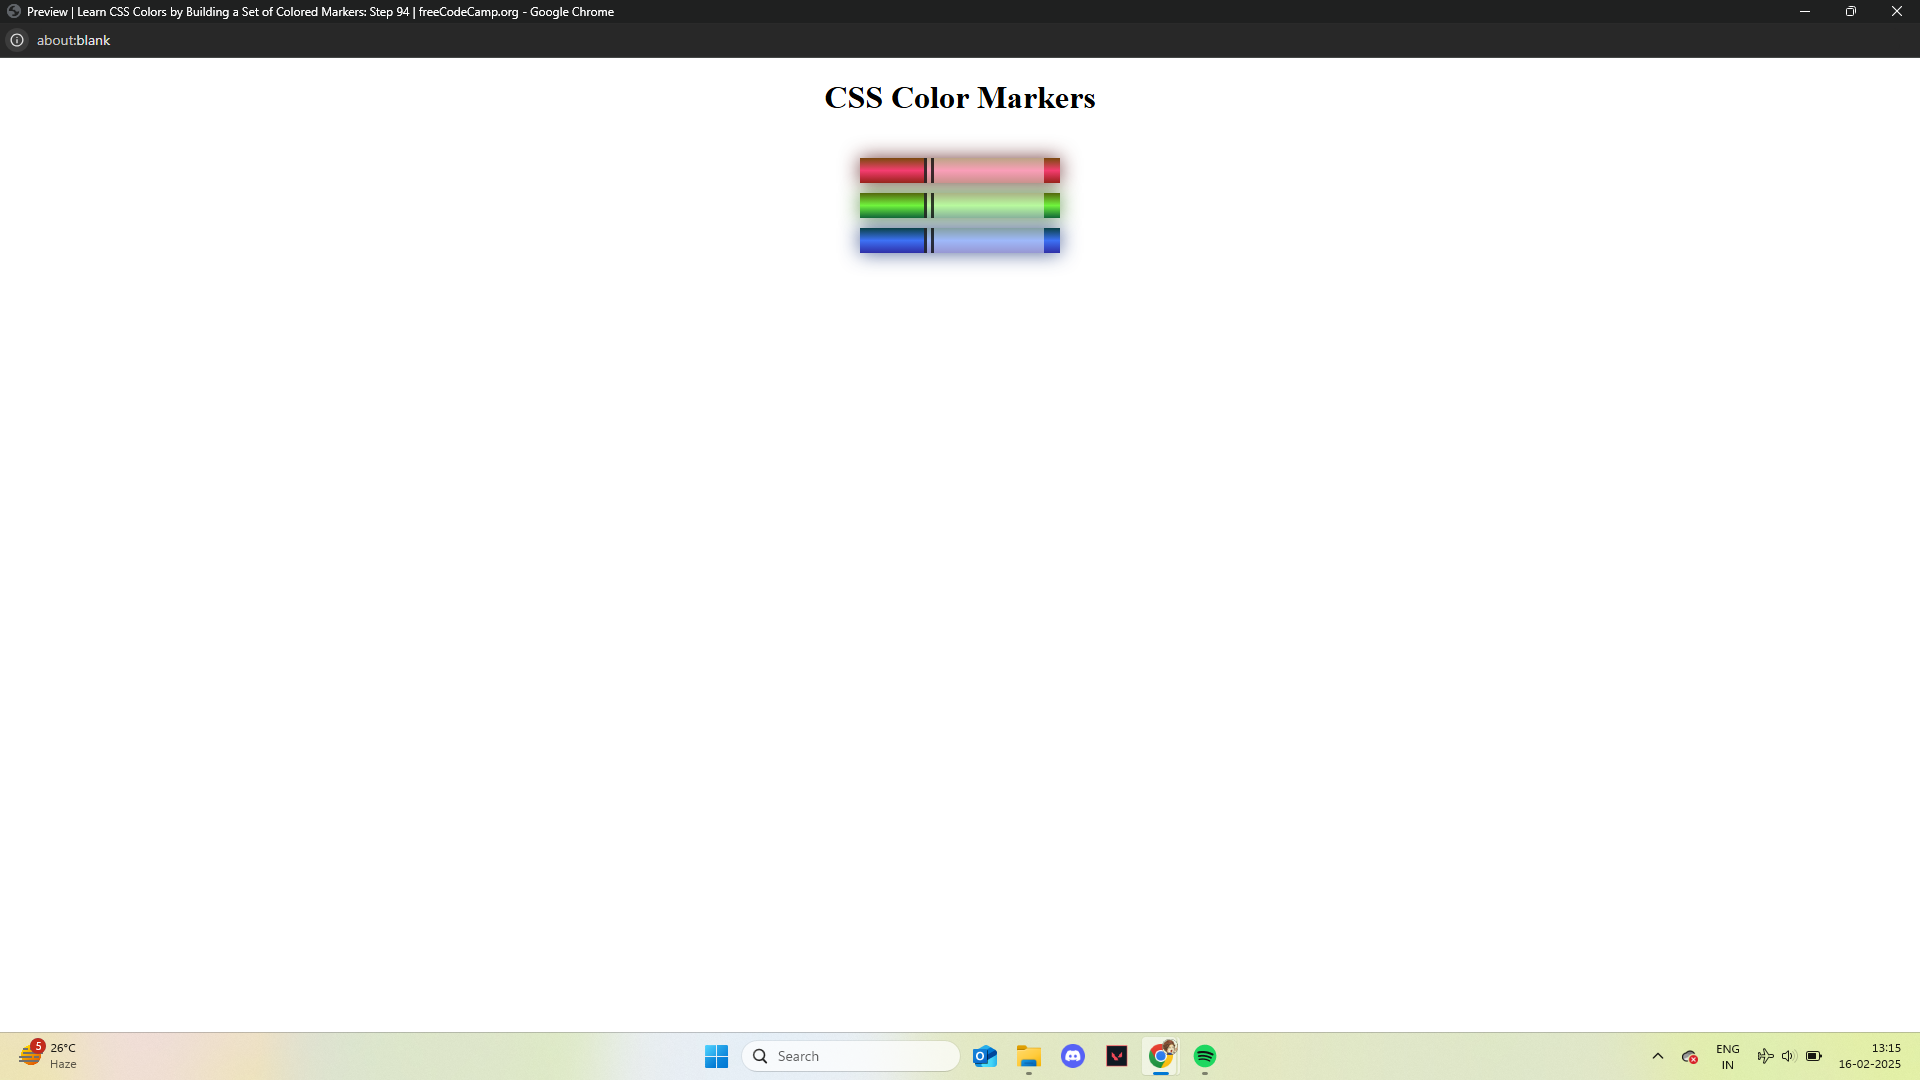 Preview | Learn CSS Colors by Building a Set of Colored Markers: Step 94 | freeCodeCamp.org - Google Chrome
about:blank
CSS Color Markers
5
26°C
Haze
Search
ENG
IN
13:15
16-02-2025